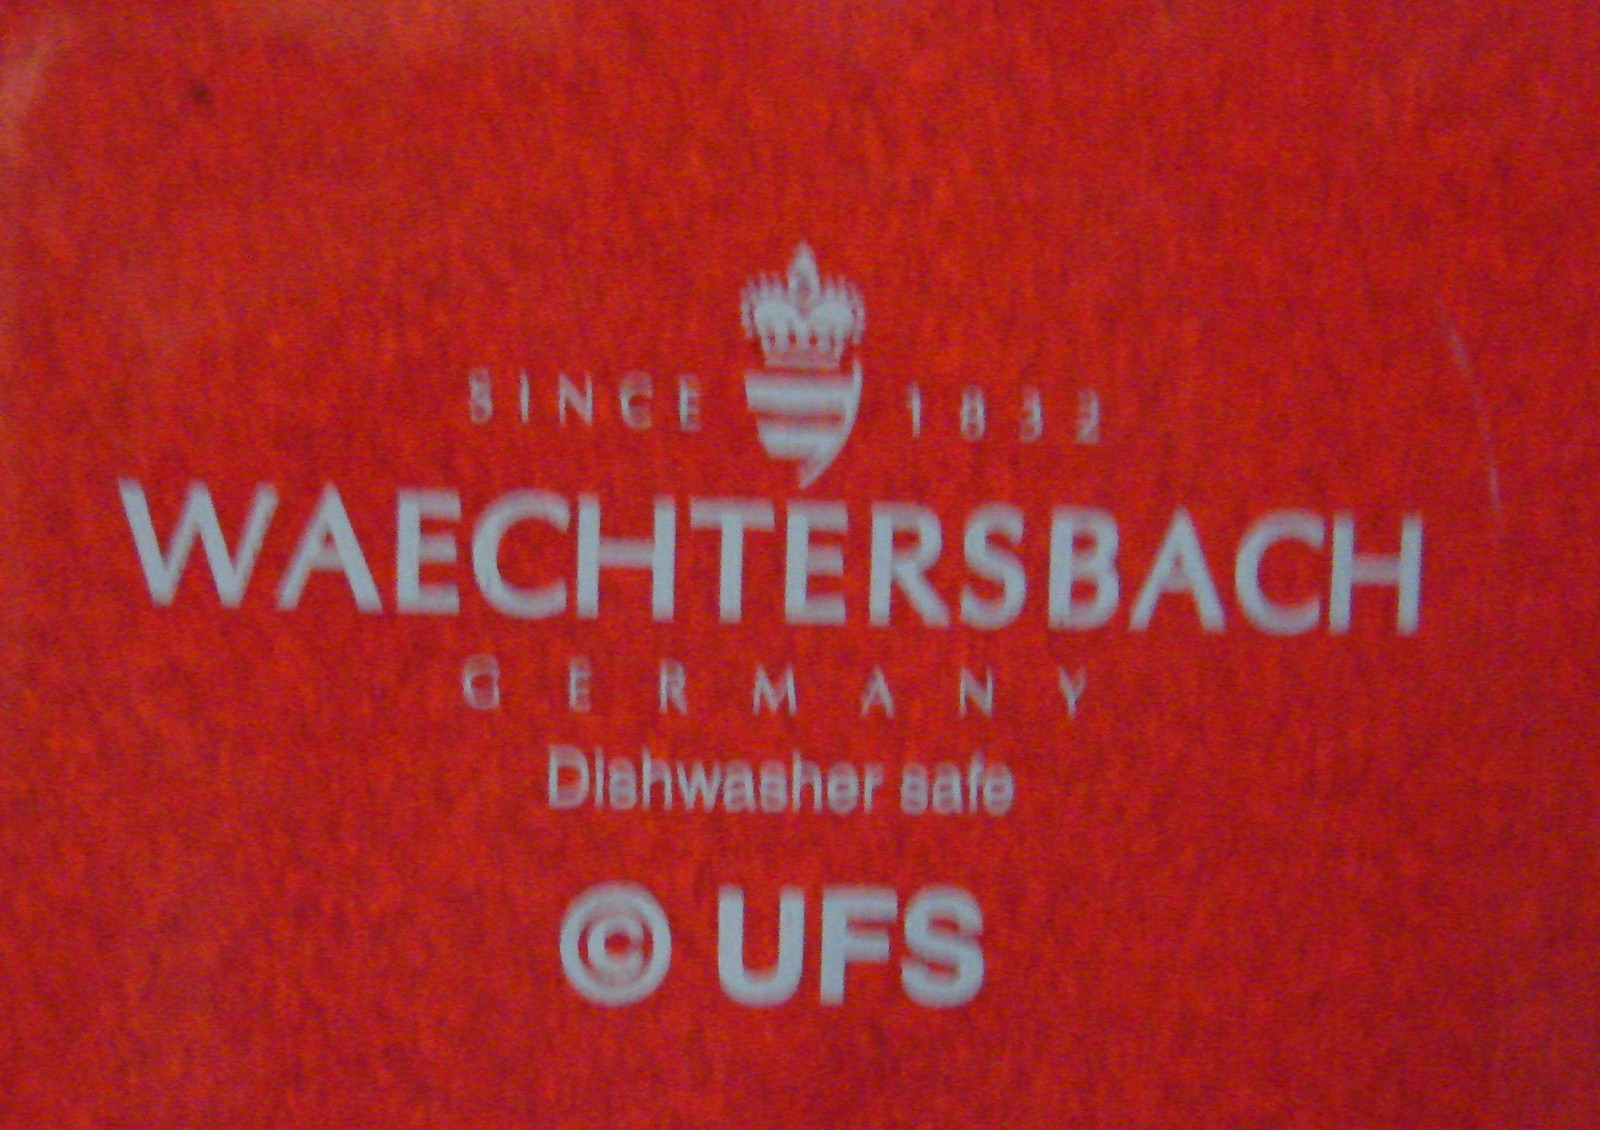 SINCE 1832
WAECHTERSBACH
GERMANY
Dishwasher safe
© UFS